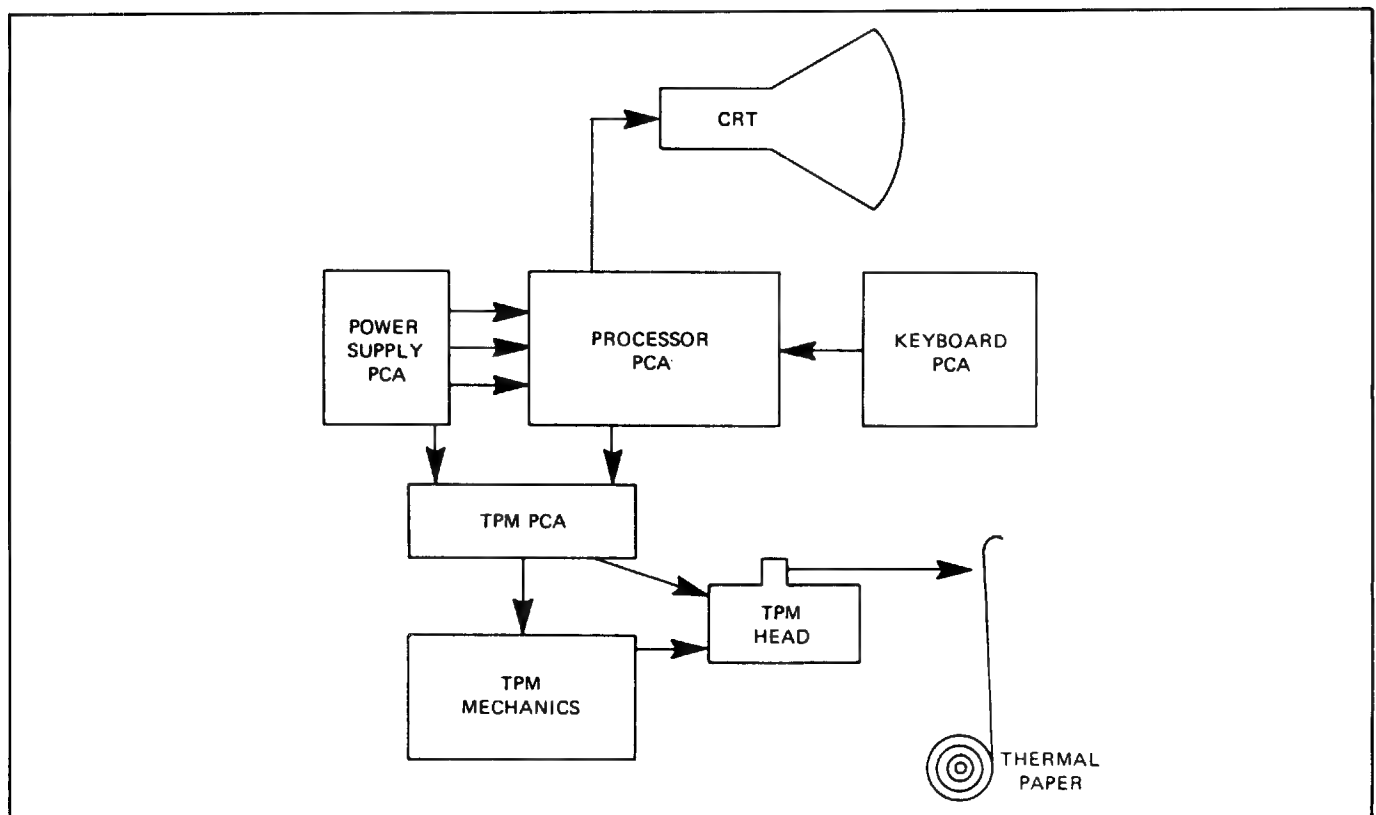 CRT
POWER
SUPPLY
PCA
PROCESSOR
PCA
KEYBOARD
PCA
TPM PCA
TPM
HEAD
TPM
MECHANICS
THERMAL
PAPER